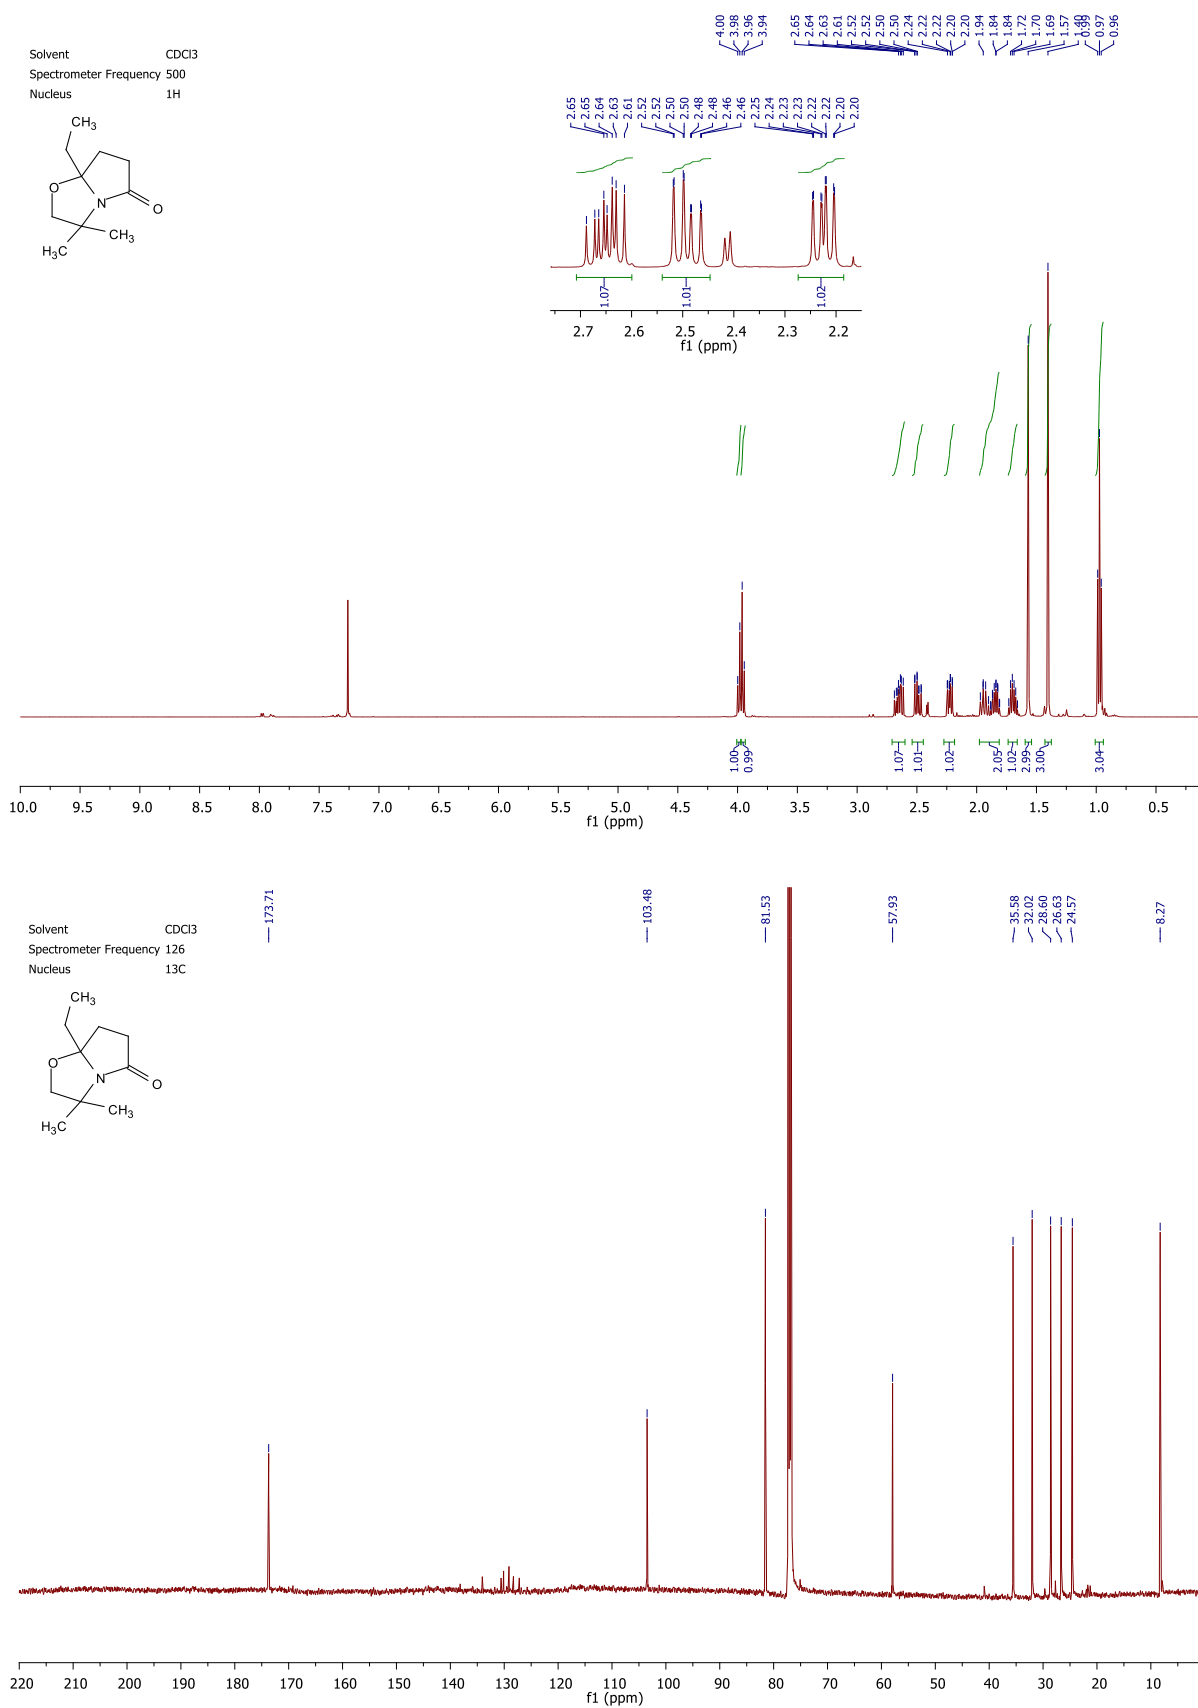 4.00 3.98 3.96 3.94 2.65 2.64 2.63 2.61 2.52 2.52 2.50 2.50 2.24 2.22 2.22 2.20 2.20 1.94 1.84 1.84 1.72 1.70 1.69 1.57 1.40 0.99 0.97 0.96
Solvent CDCl3
Spectrometer Frequency 500
Nucleus 1H
2.65 2.65 2.64 2.63 2.61 2.52 2.52 2.50 2.50 2.48 2.48 2.46 2.46 2.25 2.24 2.23 2.23 2.22 2.22 2.20 2.20
CH3
O
N
O
CH3
H3C
1.07 1.01 1.02
2.7 2.6 2.5 2.4 2.3 2.2
f1 (ppm)
1.00 0.99 1.07 1.01 1.02 2.05 1.02 2.99 3.00 3.04
10.0 9.5 9.0 8.5 8.0 7.5 7.0 6.5 6.0 5.5 5.0 4.5 4.0 3.5 3.0 2.5 2.0 1.5 1.0 0.5
f1 (ppm)
173.71 103.48 81.53 57.93 35.58 32.02 28.60 26.63 24.57 8.27
Solvent CDCl3
Spectrometer Frequency 126
Nucleus 13C
CH3
O
N
O
CH3
H3C
220 210 200 190 180 170 160 150 140 130 120 110 100 90 80 70 60 50 40 30 20 10
f1 (ppm)